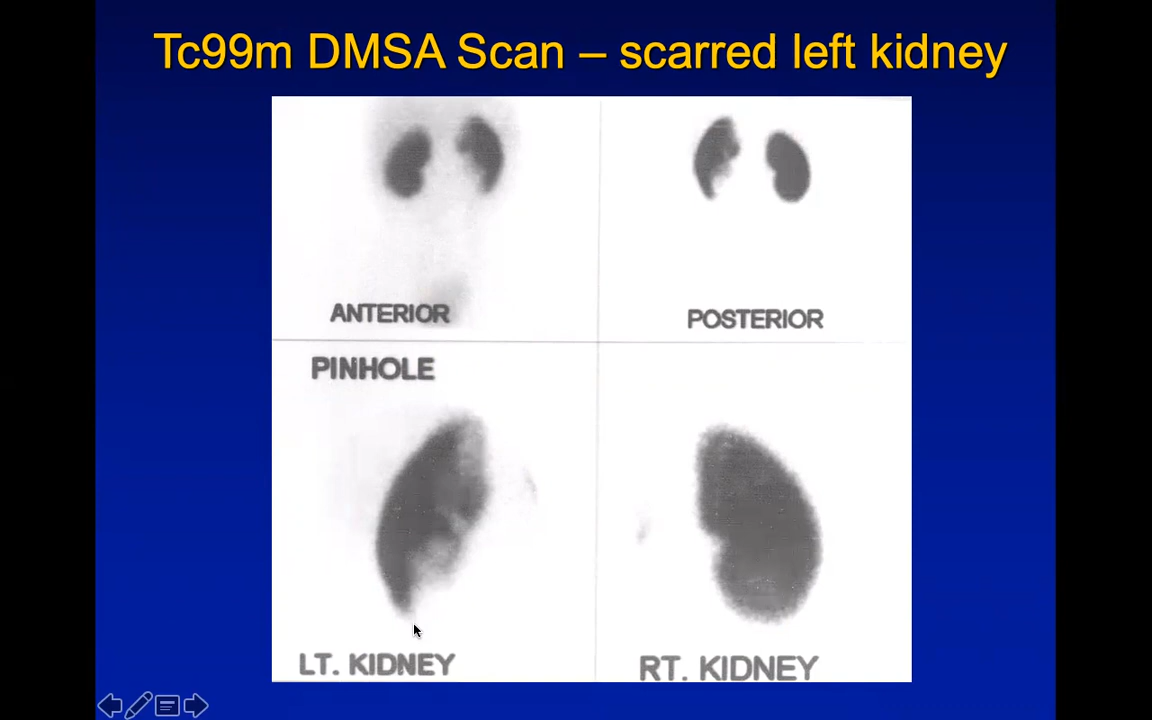 Tc99m DMSA Scan – scarred left kidney
ANTERIOR
POSTERIOR
PINHOLE
LT. KIDNEY
RT. KIDNEY